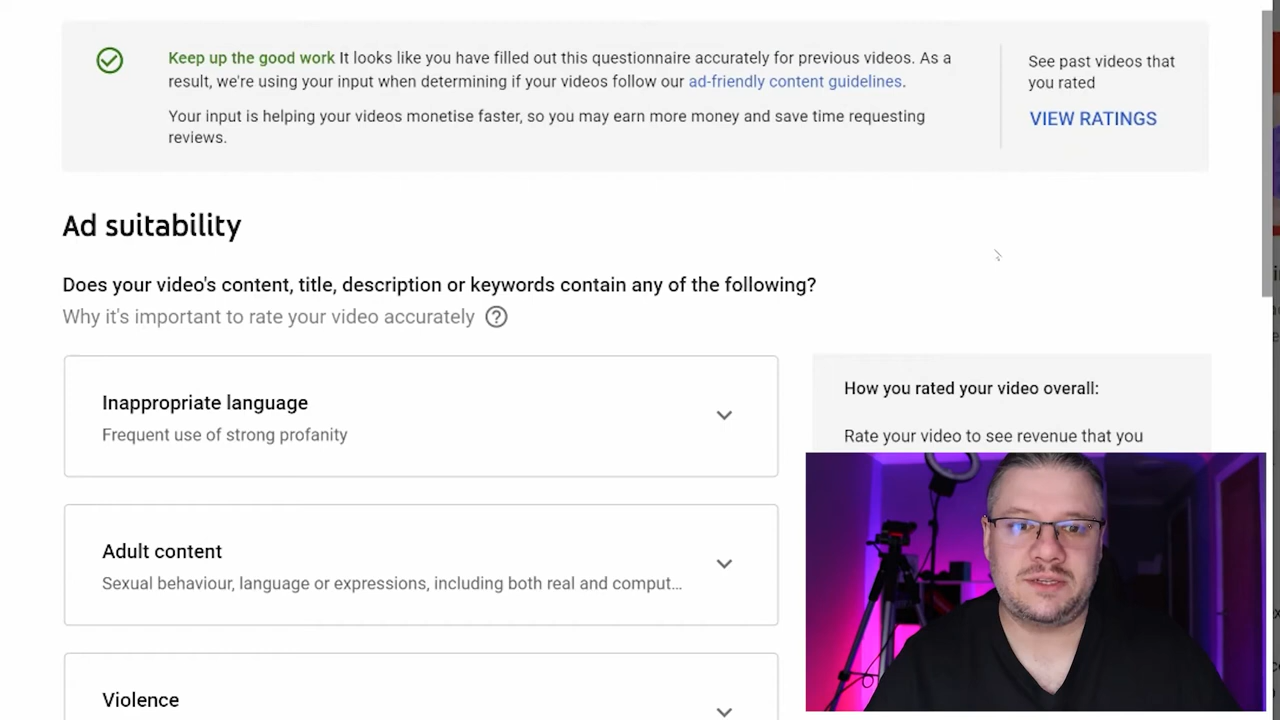 Keep up the good work It looks like you have filled out this questionnaire accurately for previous videos. As a
result, we're using your input when determining if your videos follow our ad-friendly content guidelines.
Your input is helping your videos monetise faster, so you may earn more money and save time requesting
reviews.
See past videos that
you rated
VIEW RATINGS
Ad suitability
Does your video's content, title, description or keywords contain any of the following?
Why it's important to rate your video accurately ?
Inappropriate language
Frequent use of strong profanity
How you rated your video overall:
Rate your video to see revenue that you
Adult content
Sexual behaviour, language or expressions, including both real and comput...
Violence